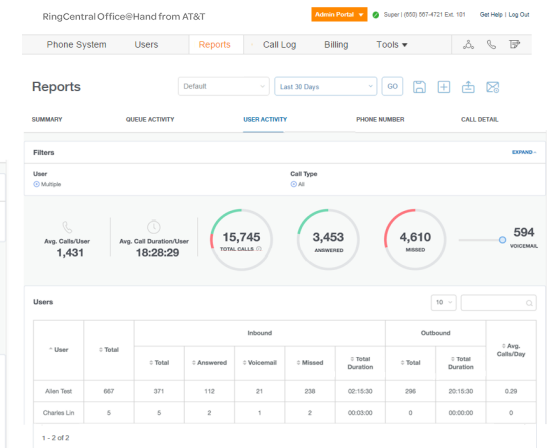 RingCentral Office@Hand from AT&T
Admin Portal Super | (650) 587-4721 Ext. 101 Get Help | Log Out
Phone System Users Reports Call Log Billing Tools
Reports Default Last 30 Days GO
SUMMARY QUEUE ACTIVITY USER ACTIVITY PHONE NUMBER CALL DETAIL
Filters EXPAND
User Call Type
Multiple All
Avg. Calls/User
1,431
Avg. Call Duration/User
18:28:29
15,745
TOTAL CALLS
3,453
ANSWERED
4,610
MISSED
594
VOICEMAIL
Users 10
Inbound Outbound
User Total Total Answered Voicemail Missed Total Duration Total Total Duration Avg. Calls/Day
Allen Test 667 371 112 21 238 02:15:30 296 20:15:30 0.29
Charles Lin 5 5 2 1 2 00:03:00 0 00:00:00 0
1 - 2 of 2